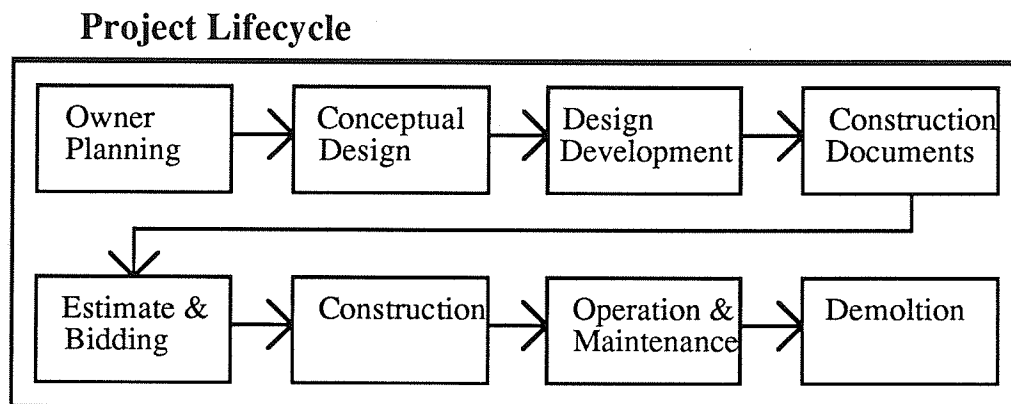 Project Lifecycle
Owner
Planning
Conceptual
Design
Design
Development
Construction
Documents
Estimate &
Bidding
Construction
Operation &
Maintenance
Demoltion